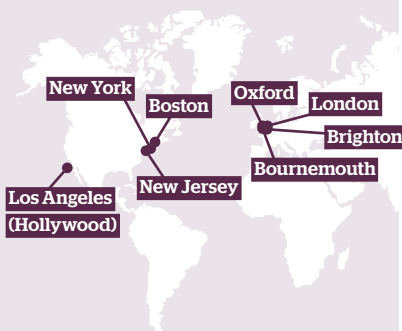 New York
Boston
Oxford
London
Brighton
Bournemouth
New Jersey
Los Angeles
(Hollywood)